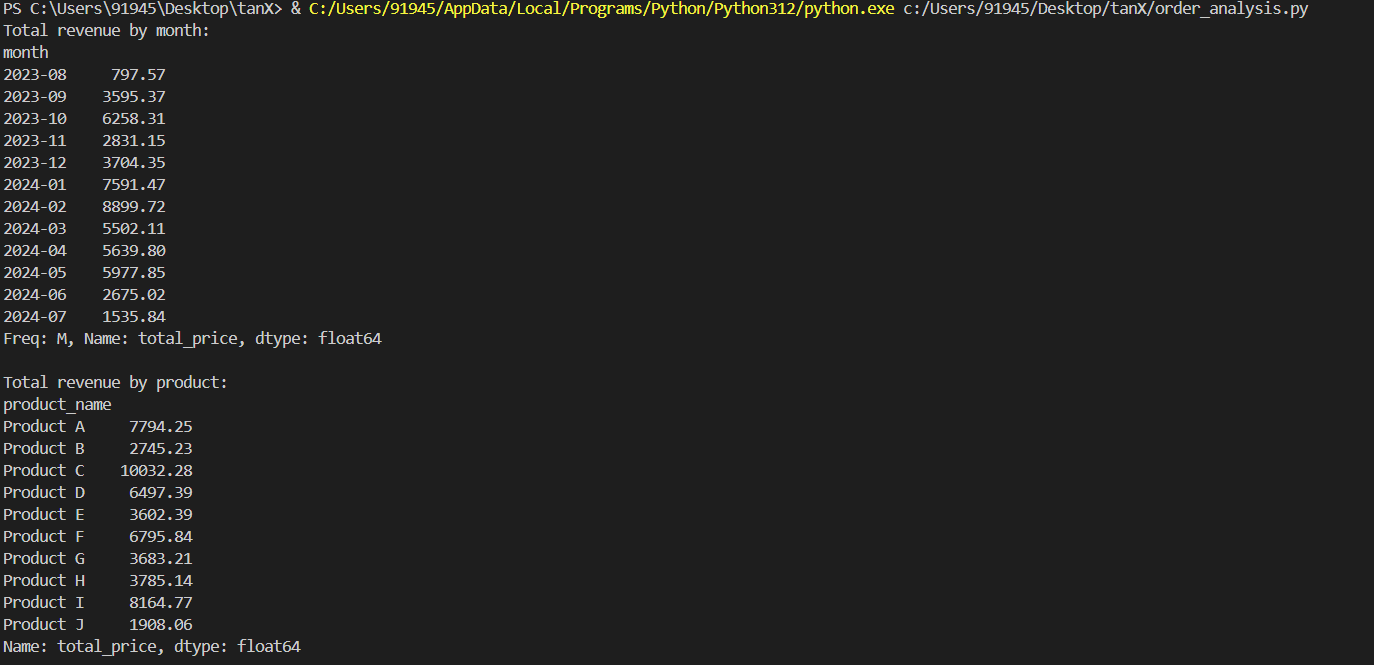 PS C:\Users\91945\Desktop\tanX> & C:/Users/91945/AppData/Local/Programs/Python/Python312/python.exe c:/Users/91945/Desktop/tanX/order_analysis.py
Total revenue by month:
month
2023-08     797.57
2023-09    3595.37
2023-10    6258.31
2023-11    2831.15
2023-12    3704.35
2024-01    7591.47
2024-02    8899.72
2024-03    5502.11
2024-04    5639.80
2024-05    5977.85
2024-06    2675.02
2024-07    1535.84
Freq: M, Name: total_price, dtype: float64

Total revenue by product:
product_name
Product A     7794.25
Product B     2745.23
Product C    10032.28
Product D     6497.39
Product E     3602.39
Product F     6795.84
Product G     3683.21
Product H     3785.14
Product I     8164.77
Product J     1908.06
Name: total_price, dtype: float64